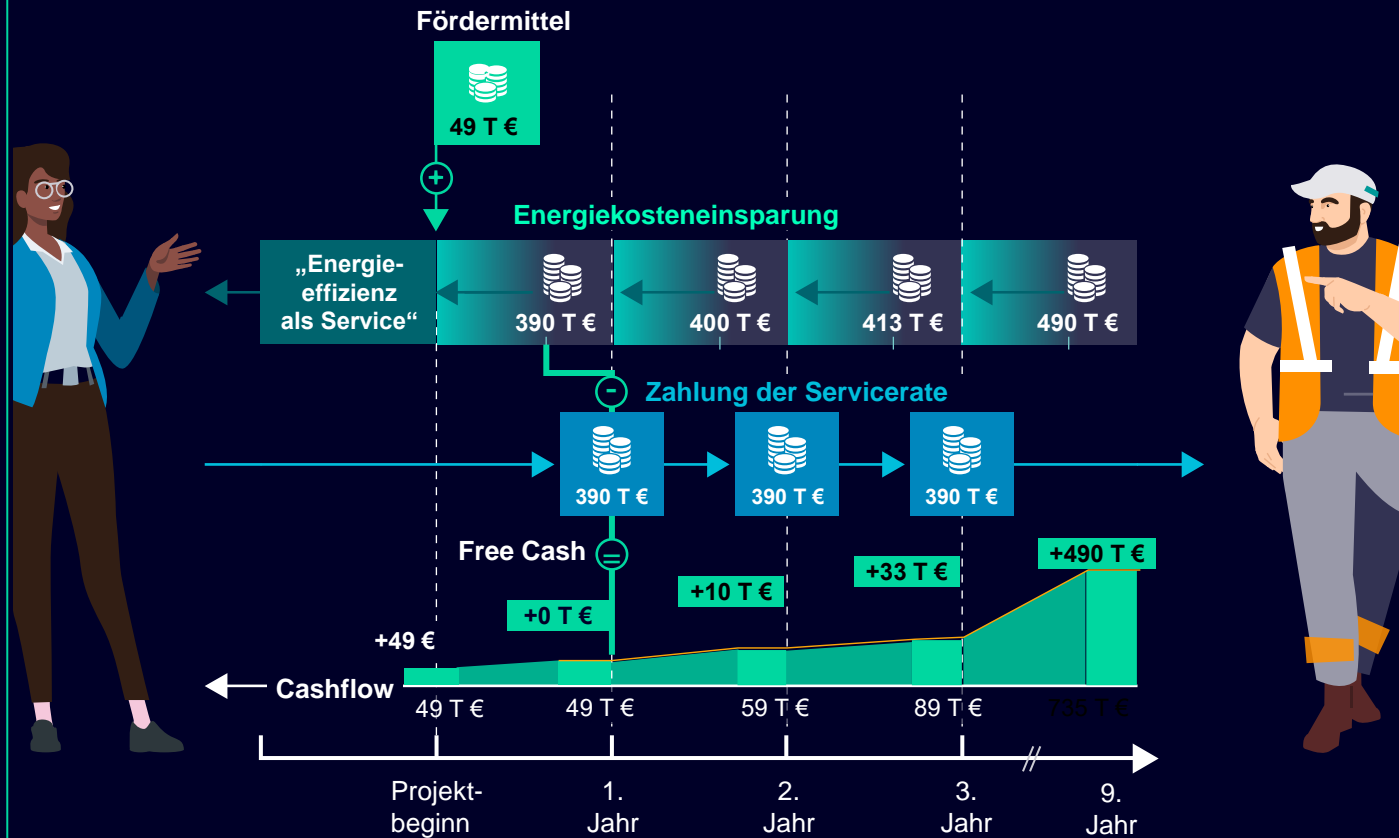 Fördermittel
49 T €
+
Energiekosteneinsparung
„Energie-
effizienz
als Service“
390 T €
400 T €
413 T €
490 T €
-
Zahlung der Servicerate
390 T €
390 T €
390 T €
Free Cash
=
+490 T €
+33 T €
+10 T €
+0 T €
+49 €
Cashflow
49 T €
49 T €
59 T €
89 T €
735 T €
//
Projekt-
beginn
1.
Jahr
2.
Jahr
3.
Jahr
9.
Jahr